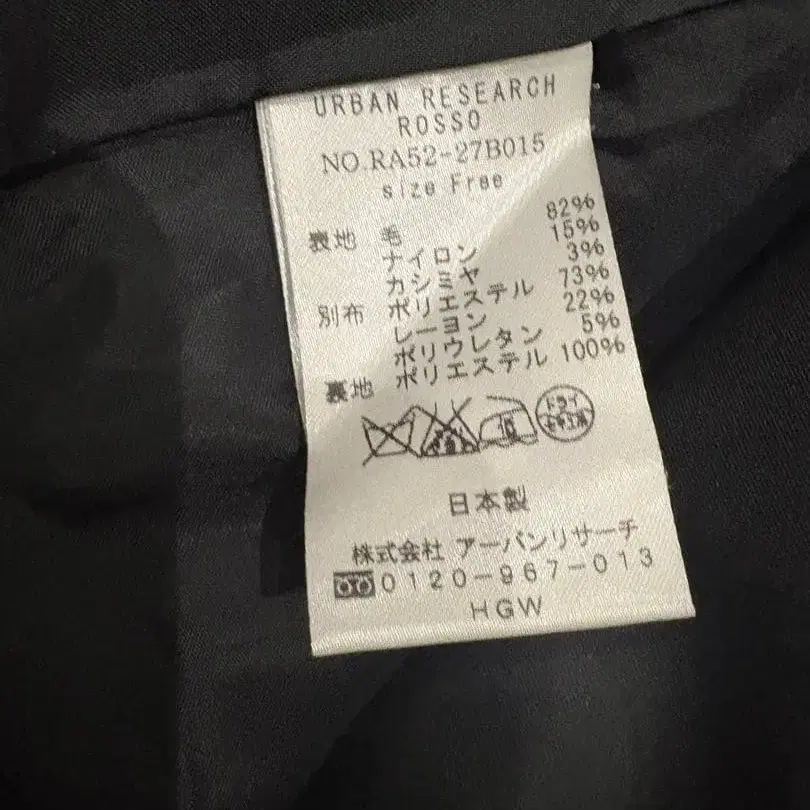 URBAN RESEARCH
ROSSO
NO.RA52-27B015
size Free
表地 毛 82%
ナイロン 15%
カシミヤ 3%
別布 ポリエステル 73%
レーヨン 22%
ポリウレタン 5%
裏地 ポリエステル 100%
ドライ
日本製
株式会社 アーバンリサーチ
0120-967-013
HGW